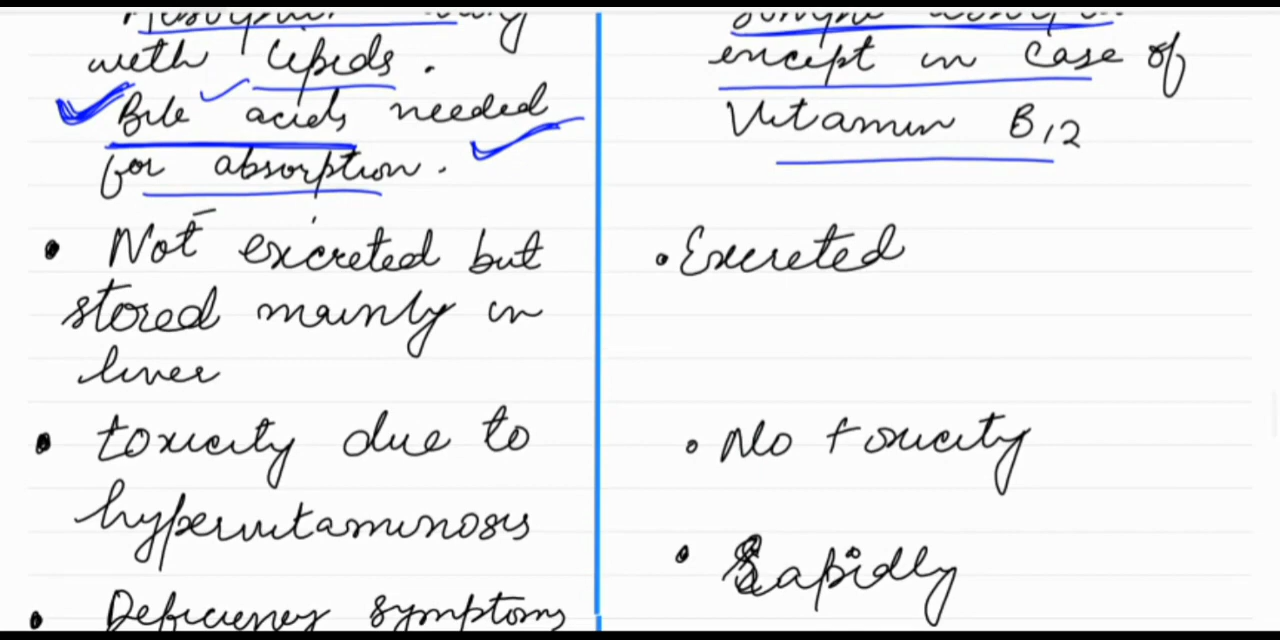 with lipids.
Bile acids needed
for absorption.
• Not excreted but
stored mainly in
liver
• toxicity due to
hypervitaminosis
• Deficiency symptoms
except in case of
Vitamin B12
• Excreted
• No toxicity
• Rapidly